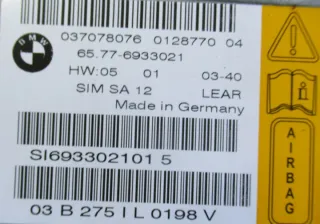 BMW
037078076 0128770 04
65.77-6933021
HW:05 01 03-40
SIM SA 12 LEAR
Made in Germany
SI693302101 5
03 B 275 I L 0198 V
AIRBAG